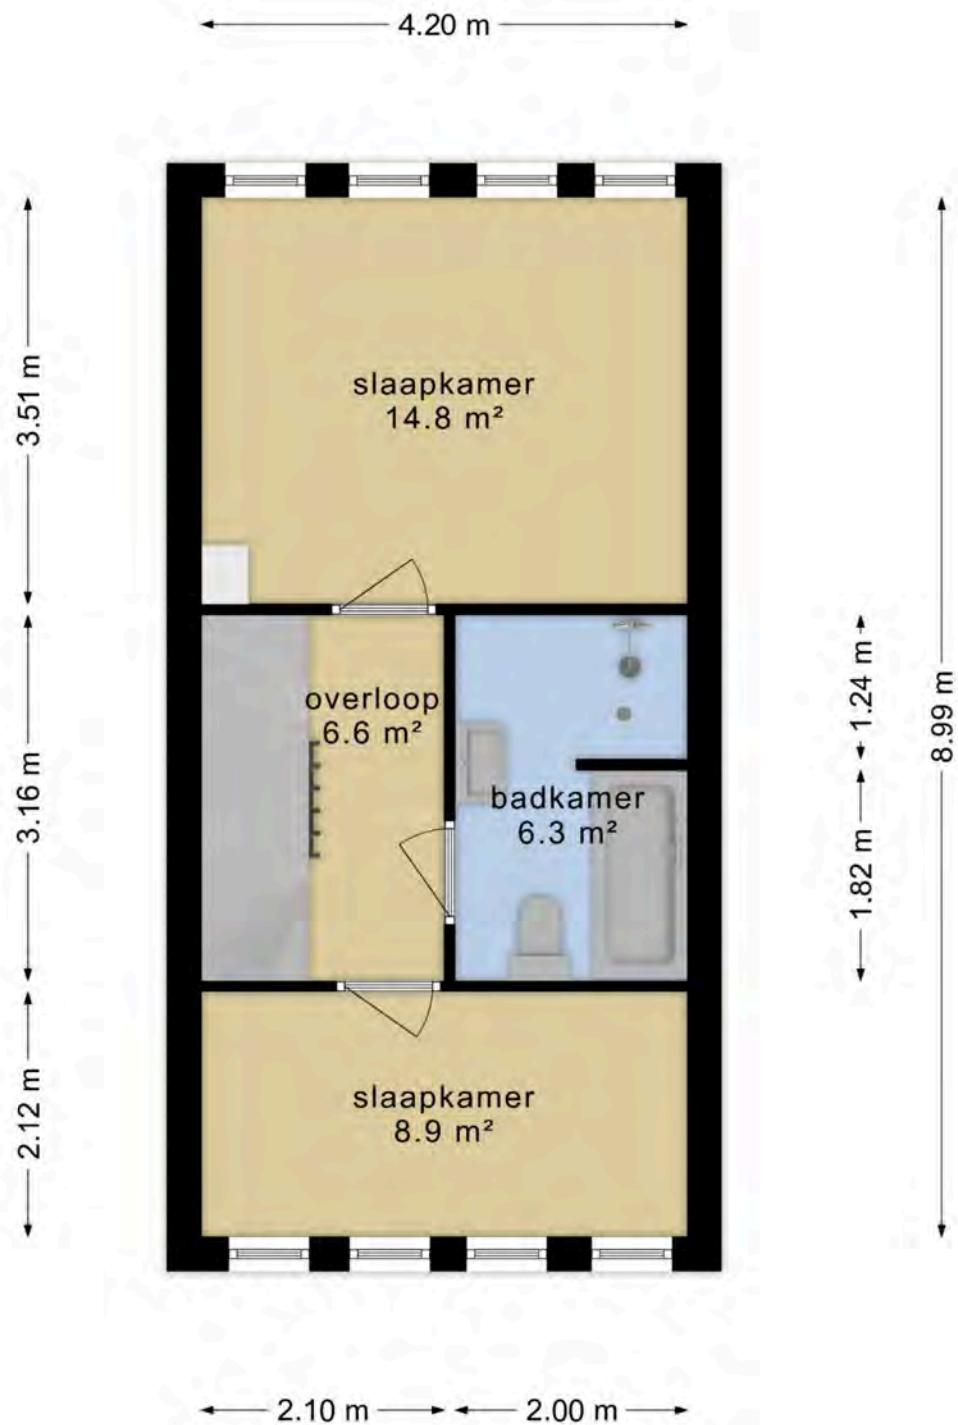 4.20 m
3.51 m
slaapkamer
14.8 m²
8.99 m
1.24 m
overloop
6.6 m²
3.16 m
badkamer
6.3 m²
1.82 m
2.12 m
slaapkamer
8.9 m²
2.10 m
2.00 m